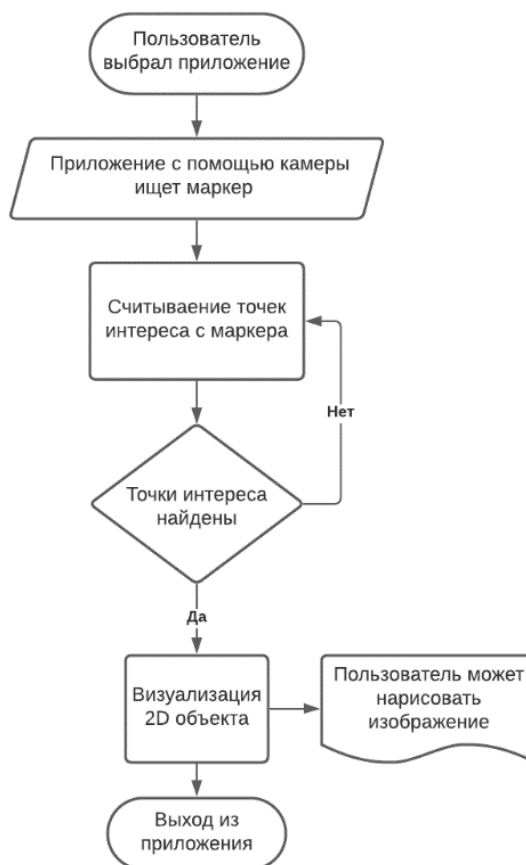 Пользователь
выбрал приложение
Приложение с помощью камеры
ищет маркер
Считываение точек
интереса с маркера
Нет
Точки интереса
найдены
Да
Визуализация
2D объекта
Пользователь может
нарисовать
изображение
Выход из
приложения